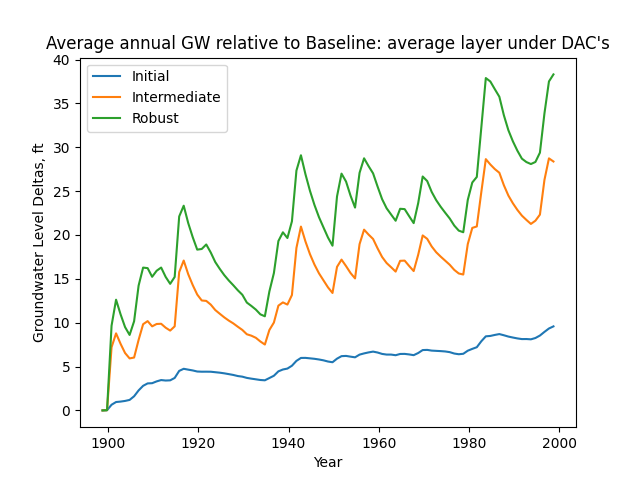 Average annual GW relative to Baseline: average layer under DAC's
Groundwater Level Deltas, ft
40
35
30
25
20
15
10
5
0
Initial
Intermediate
Robust
1900 1920 1940 1960 1980 2000
Year